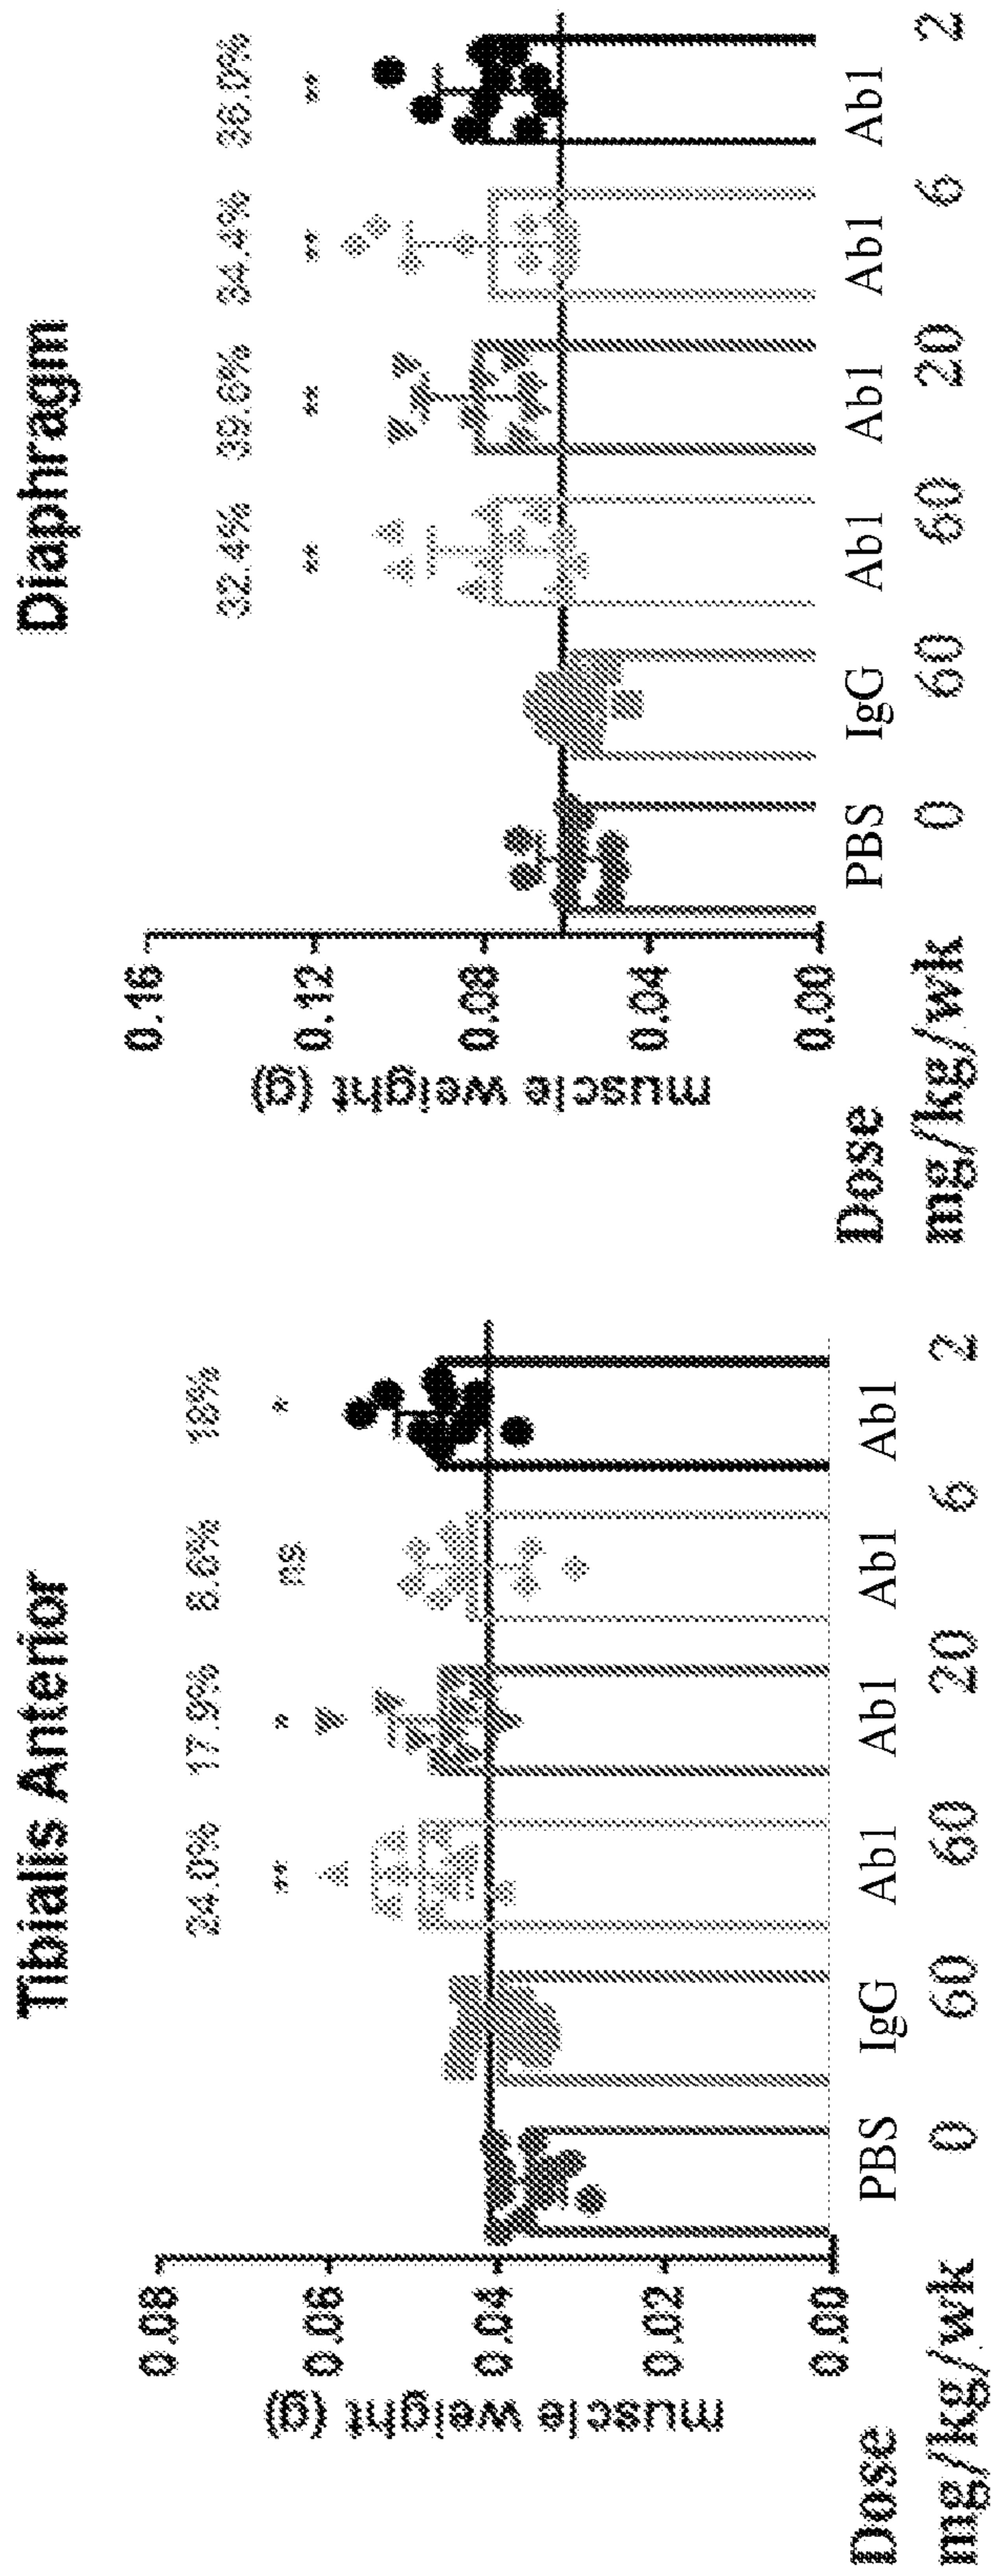 Tibialis Anterior
24.0% 17.9% 8.6% 18%
** * ns *
0.08
0.06
0.04
0.02
0.00
muscle weight (g)
PBS IgG Ab1 Ab1 Ab1 Ab1
Dose
mg/kg/wk 0 60 60 20 6 2
Diaphragm
32.4% 39.6% 34.4% 36.0%
** ** ** **
0.16
0.12
0.08
0.04
0.00
muscle weight (g)
PBS IgG Ab1 Ab1 Ab1 Ab1
Dose
mg/kg/wk 0 60 60 20 6 2